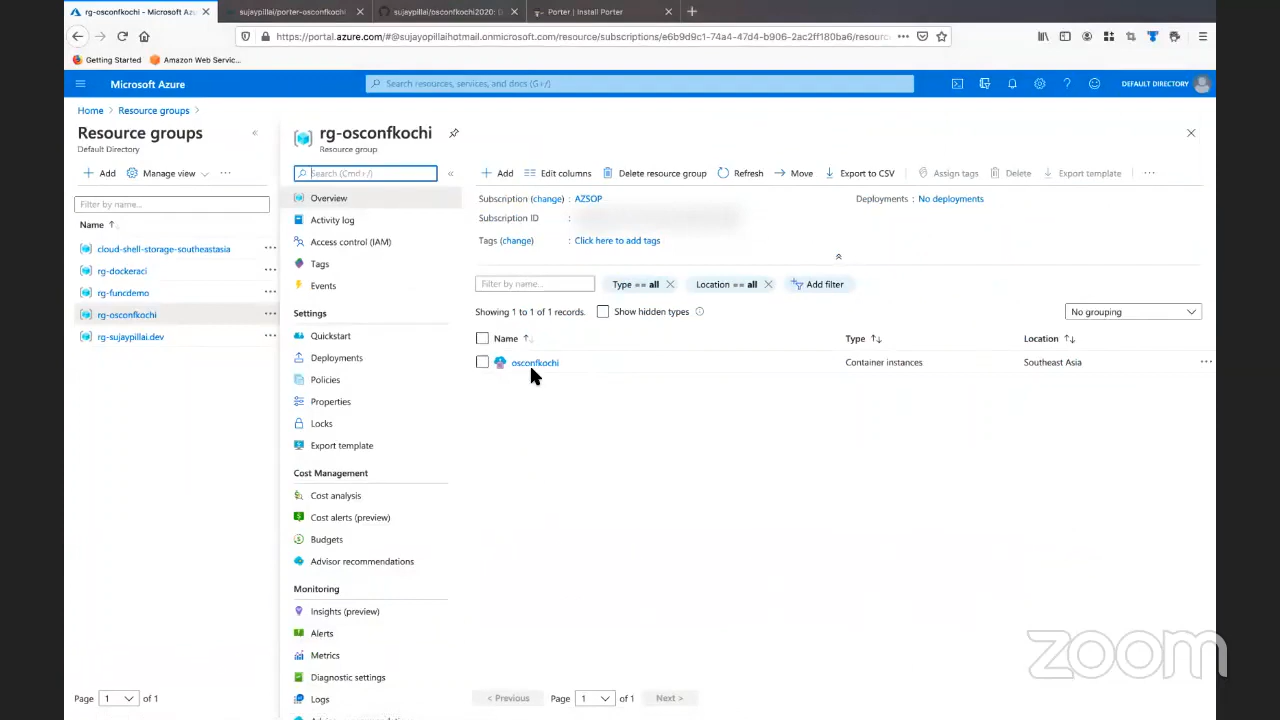 rg-osconfkochi - Microsoft Az
sujaypillai/porter-osconfkochi
sujaypillai/osconfkochi2020:
Porter | Install Porter
https://portal.azure.com/#@sujayopillaihotmail.onmicrosoft.com/resource/subscriptions/e6b9d9c1-74a4-47d4-b906-2ac2ff180ba6/resour
Getting Started
Amazon Web Servic...
Microsoft Azure
Search resources, services, and docs (G+/)
DEFAULT DIRECTORY
Home > Resource groups >
Resource groups
Default Directory
Add Manage view ...
Filter by name...
Name ↑
cloud-shell-storage-southeastasia ...
rg-dockeraci ...
rg-funcdemo ...
rg-osconfkochi ...
rg-sujaypillai.dev ...
Page 1 of 1
rg-osconfkochi
Resource group
Search (Cmd+/)
Overview
Activity log
Access control (IAM)
Tags
Events
Settings
Quickstart
Deployments
Policies
Properties
Locks
Export template
Cost Management
Cost analysis
Cost alerts (preview)
Budgets
Advisor recommendations
Monitoring
Insights (preview)
Alerts
Metrics
Diagnostic settings
Logs
Add Edit columns Delete resource group Refresh Move Export to CSV Assign tags Delete Export template ...
Subscription (change) : AZSOP
Deployments : No deployments
Subscription ID :
Tags (change) : Click here to add tags
Filter by name...
Type == all
Location == all
Add filter
Showing 1 to 1 of 1 records.
Show hidden types
No grouping
Name ↑↓ Type ↑↓ Location ↑↓
osconfkochi Container instances Southeast Asia ...
< Previous Page 1 of 1 Next >
zoom